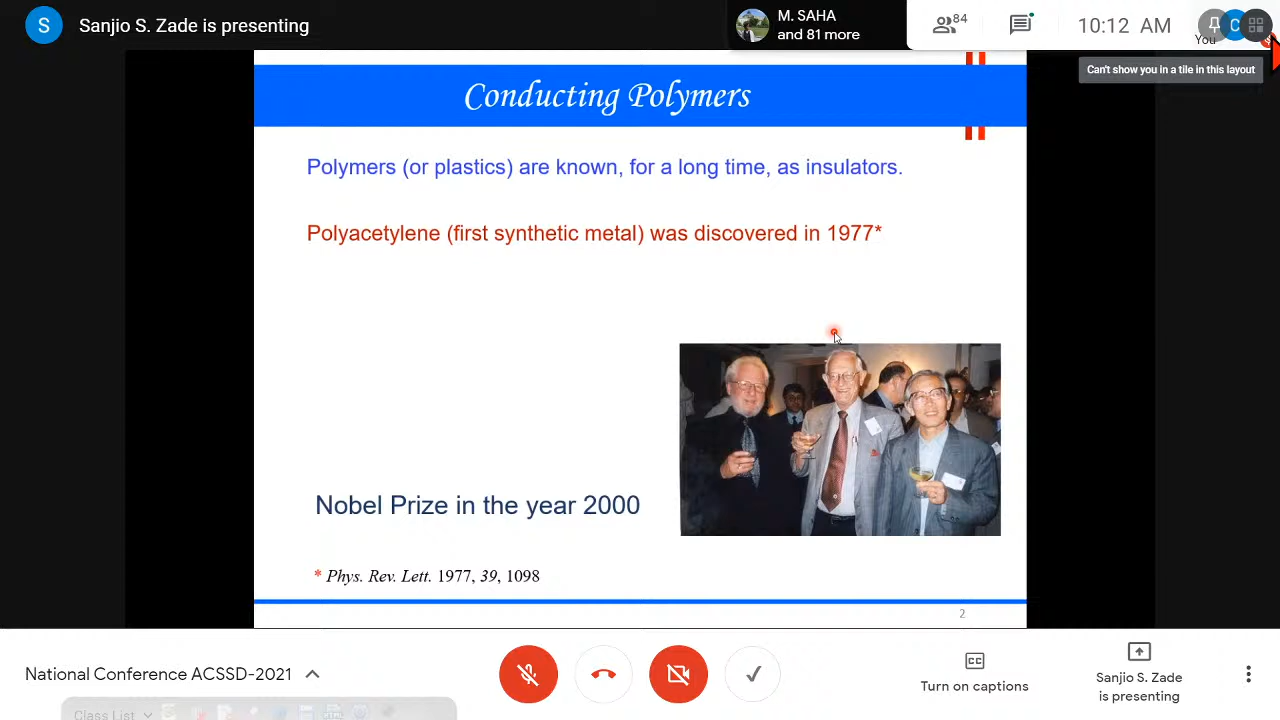 S
Sanjio S. Zade is presenting
M. SAHA
and 81 more
84
10:12 AM
You
Can't show you in a tile in this layout
Conducting Polymers
Polymers (or plastics) are known, for a long time, as insulators.
Polyacetylene (first synthetic metal) was discovered in 1977*
Nobel Prize in the year 2000
* Phys. Rev. Lett. 1977, 39, 1098
2
National Conference ACSSD-2021
CC
Turn on captions
Sanjio S. Zade
is presenting
Class List